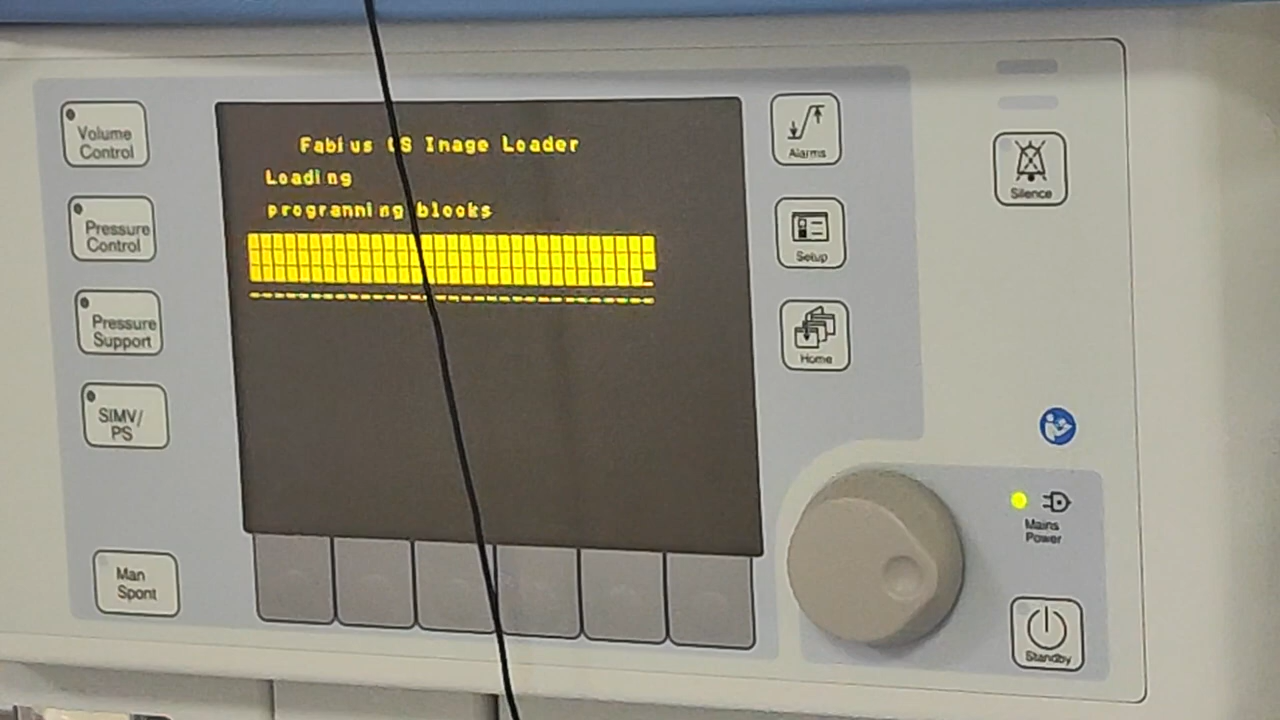 Fabius GS Image Loader
Loading
programming blocks
Volume
Control
Pressure
Control
Pressure
Support
SIMV/
PS
Man
Spont
Alarms
Setup
Home
Silence
Mains
Power
Standby